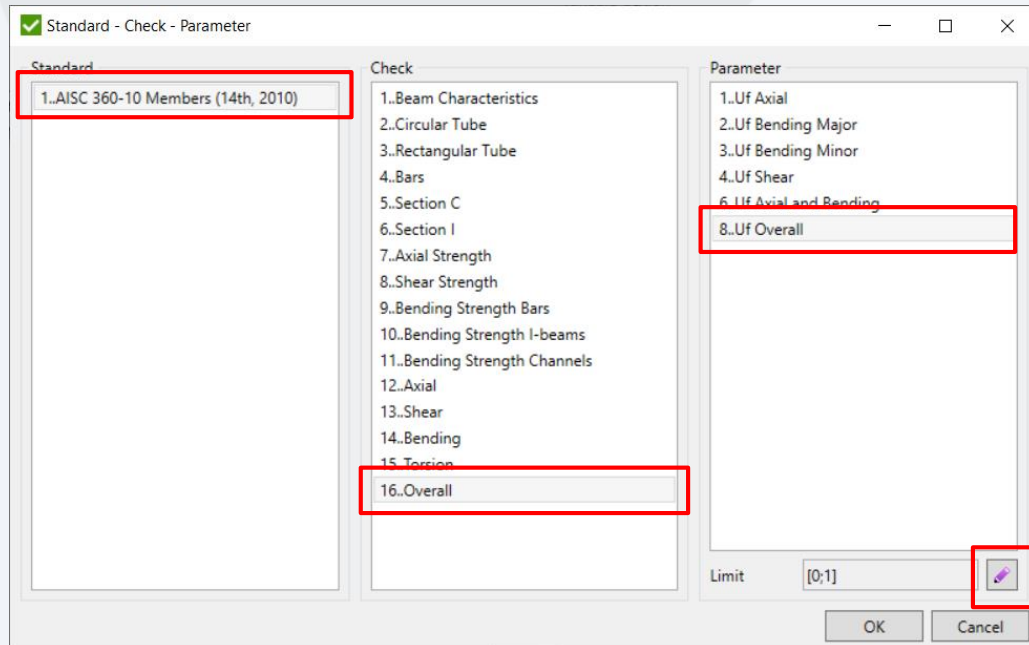 Standard - Check - Parameter
Standard
1..AISC 360-10 Members (14th, 2010)
Check
1..Beam Characteristics
2..Circular Tube
3..Rectangular Tube
4..Bars
5..Section C
6..Section I
7..Axial Strength
8..Shear Strength
9..Bending Strength Bars
10..Bending Strength I-beams
11..Bending Strength Channels
12..Axial
13..Shear
14..Bending
15..Torsion
16..Overall
Parameter
1..Uf Axial
2..Uf Bending Major
3..Uf Bending Minor
4..Uf Shear
6..Uf Axial and Bending
8..Uf Overall
Limit [0;1]
OK Cancel